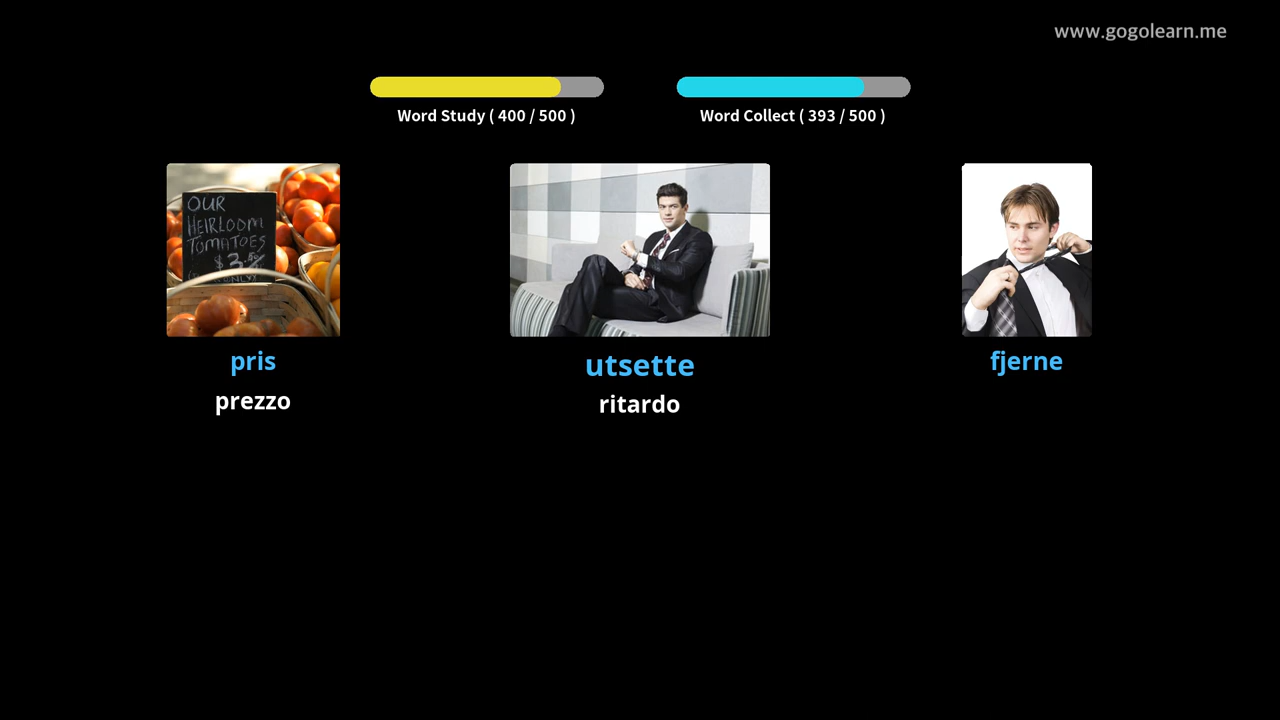 www.gogolearn.me
Word Study ( 400 / 500 )
Word Collect ( 393 / 500 )
OUR
HEIRLOOM
TOMATOES
pris
utsette
fjerne
prezzo
ritardo